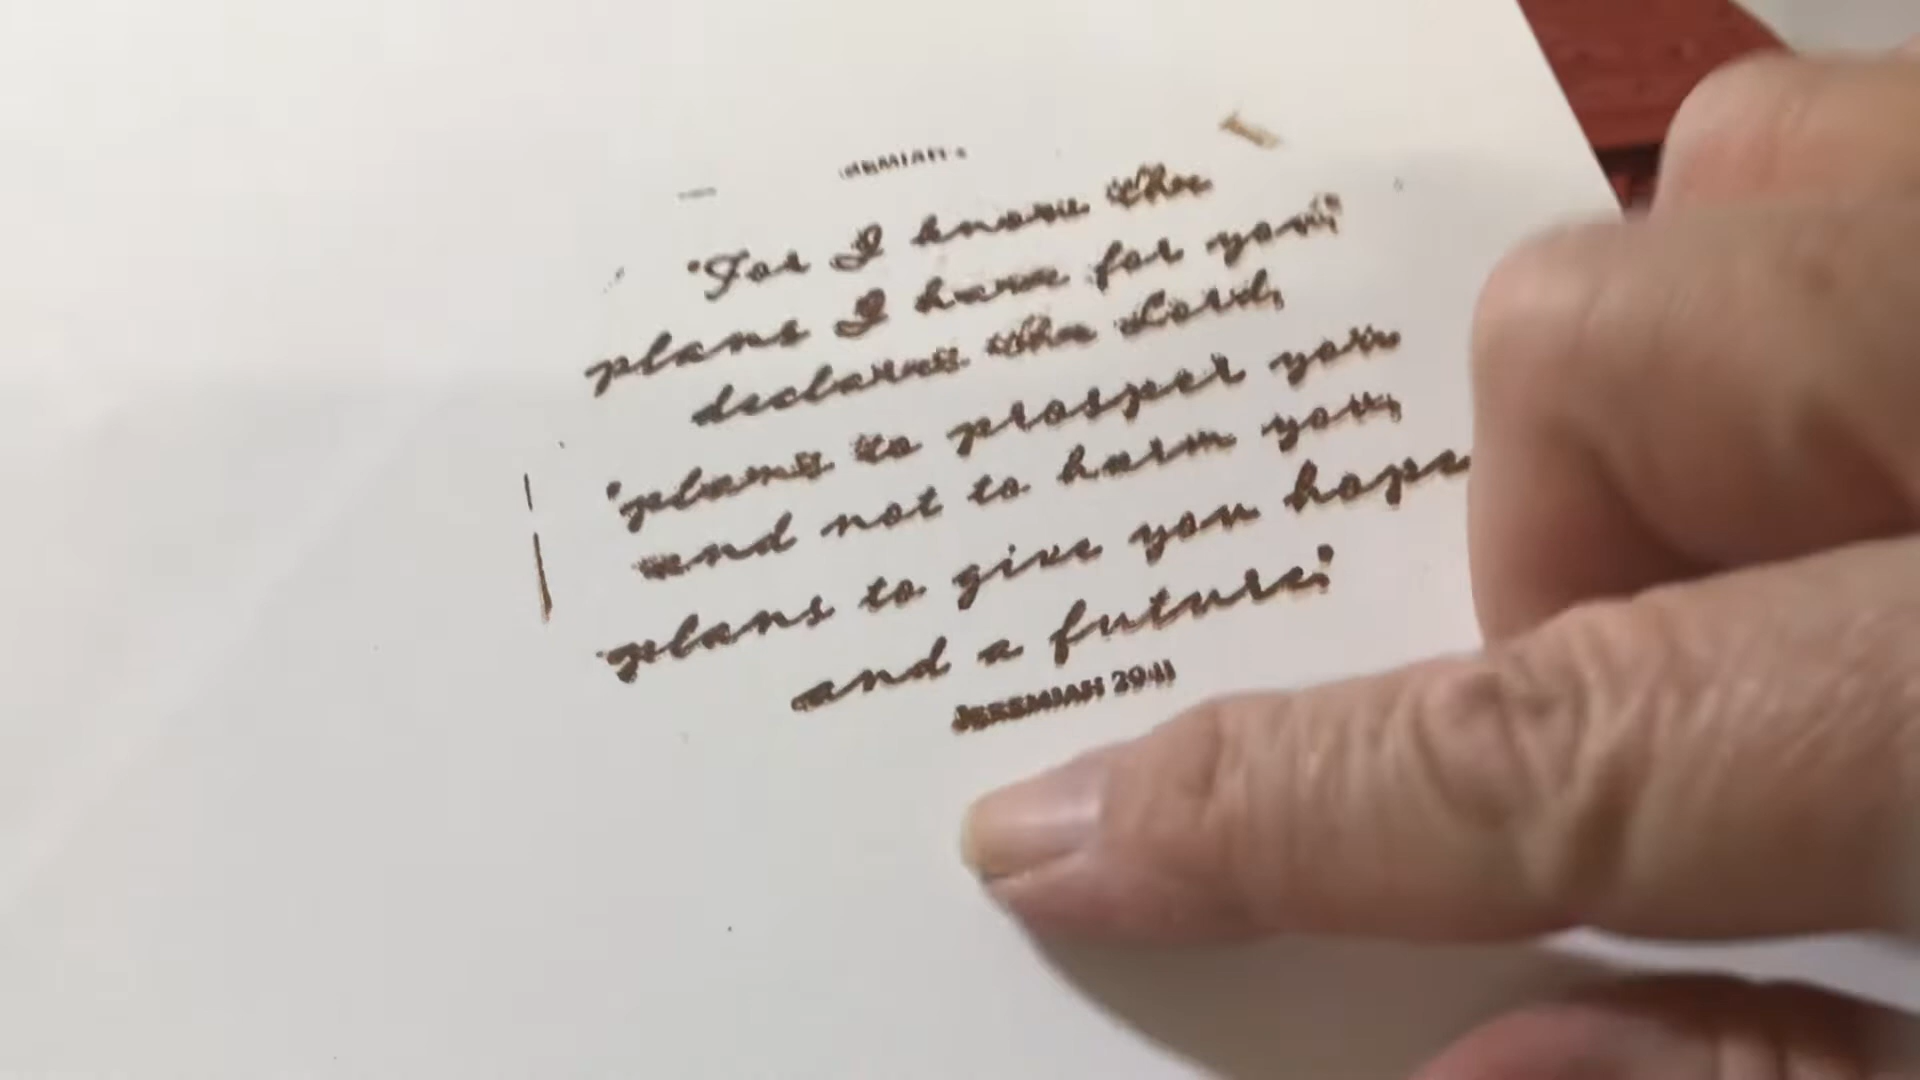 "For I know the
plans I have for you,"
declares the Lord,
"plans to prosper you
and not to harm you,
plans to give you hope
and a future."
JEREMIAH 29:11